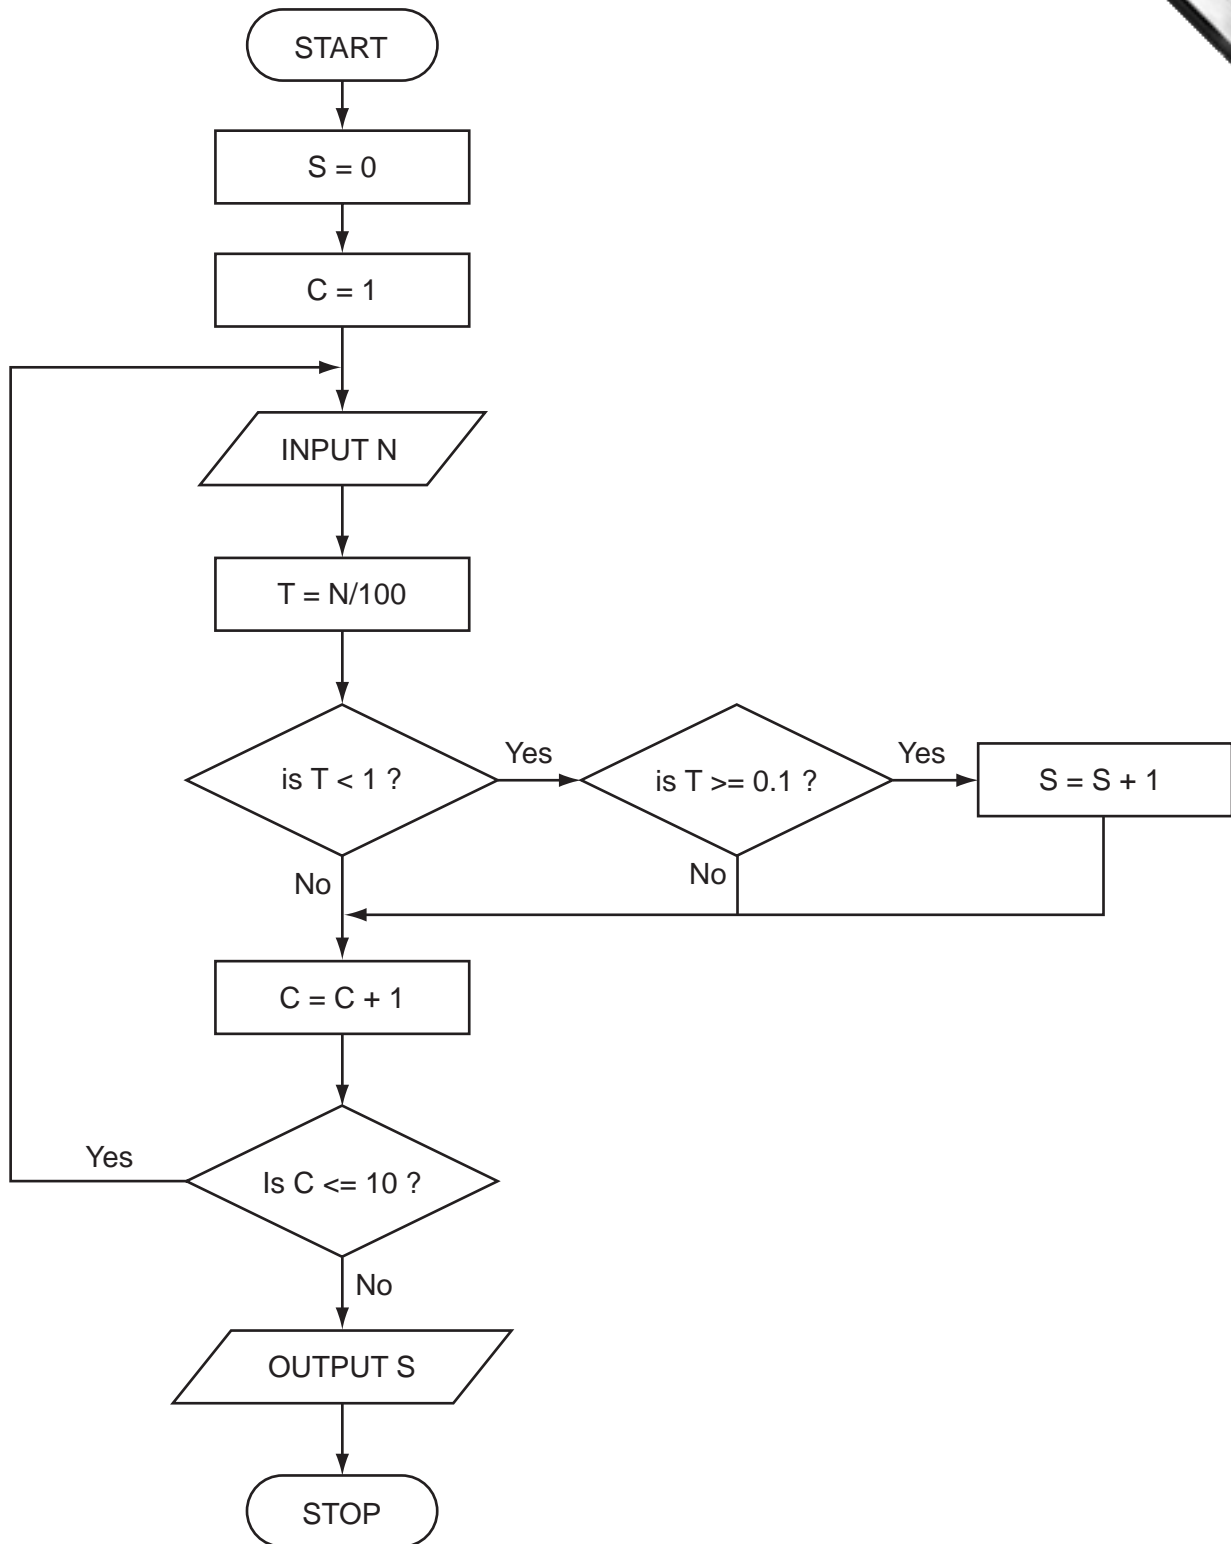 START
S = 0
C = 1
INPUT N
T = N/100
is T < 1 ?
Yes
is T >= 0.1 ?
Yes
S = S + 1
No
No
C = C + 1
Is C <= 10 ?
Yes
No
OUTPUT S
STOP